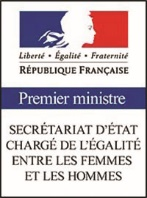 Liberté • Égalité • Fraternité
RÉPUBLIQUE FRANÇAISE
Premier ministre
SECRÉTARIAT D'ÉTAT
CHARGÉ DE L'ÉGALITÉ
ENTRE LES FEMMES
ET LES HOMMES